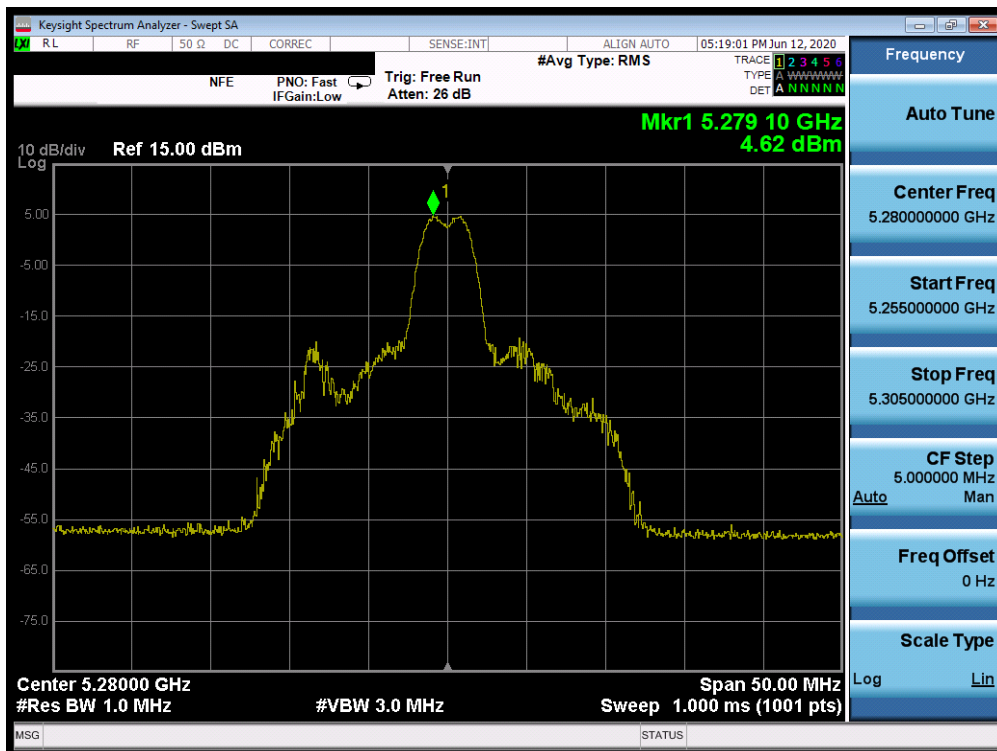 Keysight Spectrum Analyzer - Swept SA
LXI RL RF 50 Ω DC CORREC SENSE:INT ALIGN AUTO 05:19:01 PM Jun 12, 2020
Frequency
NFE PNO: Fast IFGain:Low Trig: Free Run Atten: 26 dB #Avg Type: RMS
TRACE 1 2 3 4 5 6
TYPE A WWWWW
DET A N N N N N
Auto Tune
Mkr1 5.279 10 GHz
4.62 dBm
10 dB/div Ref 15.00 dBm
Log
1
5.00
-5.00
-15.0
-25.0
-35.0
-45.0
-55.0
-65.0
-75.0
Center Freq
5.280000000 GHz
Start Freq
5.255000000 GHz
Stop Freq
5.305000000 GHz
CF Step
5.000000 MHz
Auto Man
Freq Offset
0 Hz
Scale Type
Log Lin
Center 5.28000 GHz Span 50.00 MHz
#Res BW 1.0 MHz #VBW 3.0 MHz Sweep 1.000 ms (1001 pts)
MSG STATUS